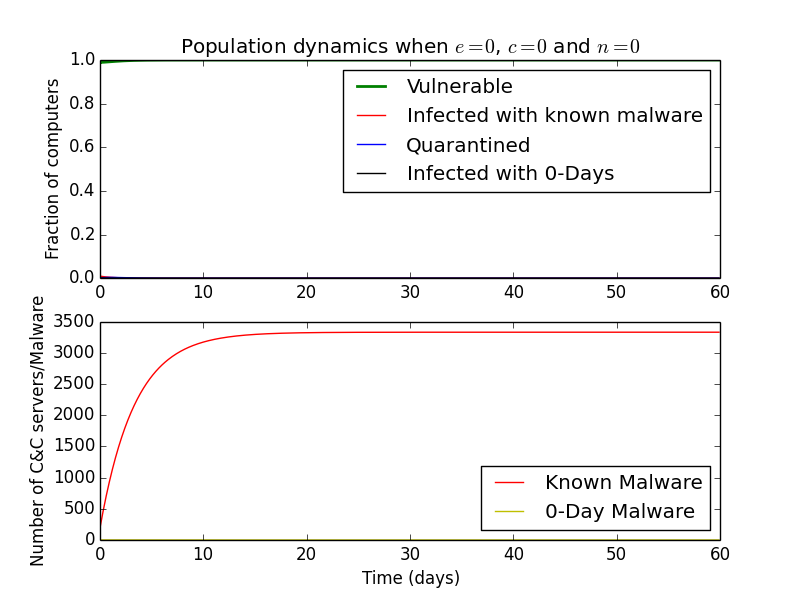 Population dynamics when e=0, c=0 and n=0
Fraction of computers
1.0
0.8
0.6
0.4
0.2
0.0
Vulnerable
Infected with known malware
Quarantined
Infected with 0-Days
0 10 20 30 40 50 60
Number of C&C servers/Malware
3500
3000
2500
2000
1500
1000
500
0
Known Malware
0-Day Malware
0 10 20 30 40 50 60
Time (days)